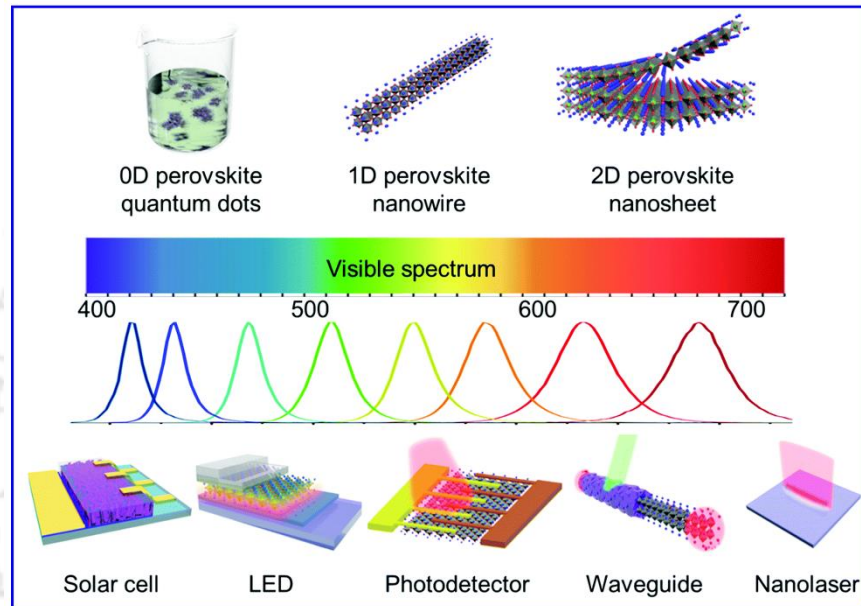 0D perovskite
quantum dots
1D perovskite
nanowire
2D perovskite
nanosheet
Visible spectrum
400 500 600 700
Solar cell LED Photodetector Waveguide Nanolaser